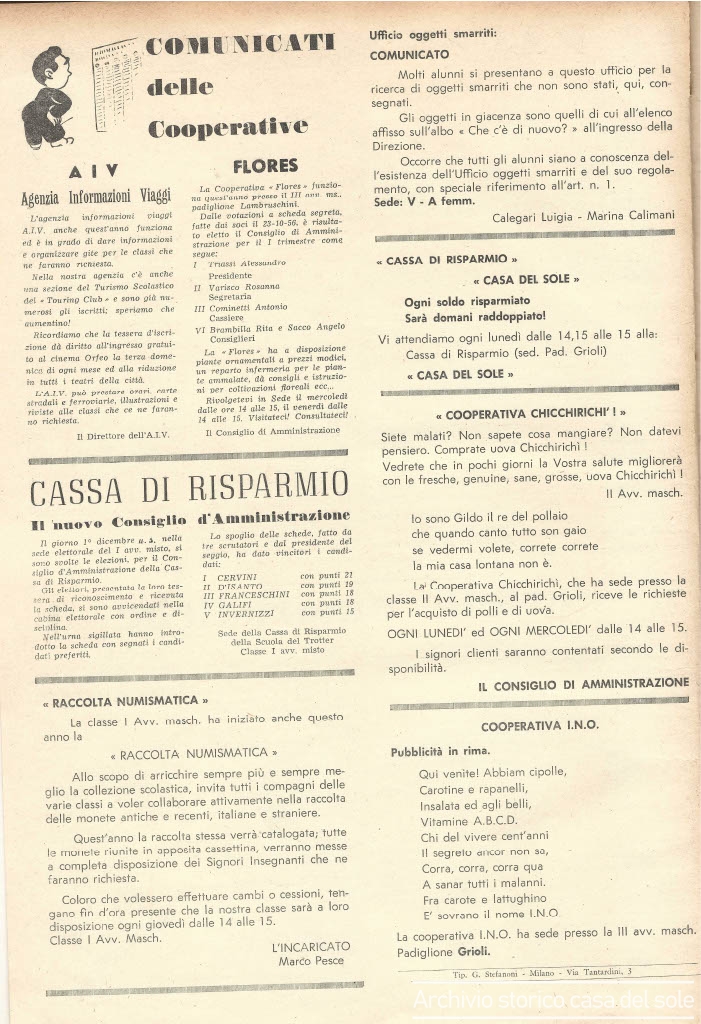 COMUNICATI
delle
Cooperative
A I V
Agenzia Informazioni Viaggi
L'agenzia informazioni viaggi
A.I.V. anche quest'anno funziona
ed è in grado di dare informazioni
e organizzare gite per le classi che
ne faranno richiesta.
Nella nostra agenzia c'è anche
una sezione del Turismo Scolastico
del « Touring Club » e sono già nu-
merosi gli iscritti; speriamo che
aumentino!
Ricordiamo che la tessera d'iscri-
zione dà diritto all'ingresso gratui-
to al cinema Orfeo la terza dome-
nica di ogni mese ed alla riduzione
in tutti i teatri della città.
L'A.I.V. può prestare orari, carte
stradali e ferroviarie, illustrazioni e
riviste alle classi che ce ne faran-
no richiesta.
Il Direttore dell'A.I.V.
FLORES
La Cooperativa « Flores » funzio-
na quest'anno presso il III avv. ms.,
padiglione Lambruschini.
Dalle votazioni a scheda segreta,
fatte dai soci il 23-10-56, è risulta-
to eletto il Consiglio di Ammini-
strazione per il I trimestre come
segue:
I Triassi Alessandro
Presidente
II Varisco Rosanna
Segretaria
III Cominetti Antonio
Cassiere
VI Brambilla Rita e Sacco Angelo
Consiglieri
La « Flores » ha a disposizione
piante ornamentali a prezzi modici,
un reparto infermeria per le pian-
te ammalate, dà consigli e istruzio-
ni per coltivazioni floreali ecc...
Rivolgetevi in Sede il mercoledì
dalle ore 14 alle 15, il venerdì dalle
14 alle 15. Visitateci! Consultateci!
Il Consiglio di Amministrazione
CASSA DI RISPARMIO
Il nuovo Consiglio d'Amministrazione
Il giorno 1° dicembre u. s. nella
sede elettorale del I avv. misto, si
sono svolte le elezioni, per il Con-
siglio d'Amministrazione della Cas-
sa di Risparmio.
Gli elettori, presentata la loro tes-
sera di riconoscimento e ricevuta
la scheda, si sono avvicendati nella
cabina elettorale con ordine e di-
sciplina.
Nell'urna sigillata hanno intro-
dotto la scheda con segnati i candi-
dati preferiti.
Lo spoglio delle schede, fatto da
tre scrutatori e dal presidente del
seggio, ha dato vincitori i candi-
dati:
I CERVINI con punti 21
II D'ISANTO con punti 19
III FRANCESCHINI con punti 18
IV GALIFI con punti 18
V INVERNIZZI con punti 15
Sede della Cassa di Risparmio
della Scuola del Trotter
Classe I avv. misto
« RACCOLTA NUMISMATICA »
La classe I Avv. masch. ha iniziato anche questo
anno la
« RACCOLTA NUMISMATICA »
Allo scopo di arricchire sempre più e sempre me-
glio la collezione scolastica, invita tutti i compagni delle
varie classi a voler collaborare attivamente nella raccolta
delle monete antiche e recenti, italiane e straniere.
Quest'anno la raccolta stessa verrà catalogata; tutte
le monete riunite in apposita cassettina, verranno messe
a completa disposizione dei Signori Insegnanti che ne
faranno richiesta.
Coloro che volessero effettuare cambi o cessioni, ten-
gano fin d'ora presente che la nostra classe sarà a loro
disposizione ogni giovedì dalle 14 alle 15.
Classe I Avv. Masch.
L'INCARICATO
Marco Pesce
Ufficio oggetti smarriti:
COMUNICATO
Molti alunni si presentano a questo ufficio per la
ricerca di oggetti smarriti che non sono stati, qui, con-
segnati.
Gli oggetti in giacenza sono quelli di cui all'elenco
affisso sull'albo « Che c'è di nuovo? » all'ingresso della
Direzione.
Occorre che tutti gli alunni siano a conoscenza del-
l'esistenza dell'Ufficio oggetti smarriti e del suo regola-
mento, con speciale riferimento all'art. n. 1.
Sede: V - A femm.
Calegari Luigia - Marina Calimani
« CASSA DI RISPARMIO »
« CASA DEL SOLE »
Ogni soldo risparmiato
Sarà domani raddoppiato!
Vi attendiamo ogni lunedì dalle 14,15 alle 15 alla:
Cassa di Risparmio (sed. Pad. Grioli)
« CASA DEL SOLE »
« COOPERATIVA CHICCHIRICHI' ! »
Siete malati? Non sapete cosa mangiare? Non datevi
pensiero. Comprate uova Chicchirichì !
Vedrete che in pochi giorni la Vostra salute migliorerà
con le fresche, genuine, sane, grosse, uova Chicchirichì !
II Avv. masch.
Io sono Gildo il re del pollaio
che quando canto tutto son gaio
se vedermi volete, correte correte
la mia casa lontana non è.
La Cooperativa Chicchirichì, che ha sede presso la
classe II Avv. masch., al pad. Grioli, riceve le richieste
per l'acquisto di polli e di uova.
OGNI LUNEDI' ed OGNI MERCOLEDI' dalle 14 alle 15.
I signori clienti saranno contentati secondo le di-
sponibilità.
IL CONSIGLIO DI AMMINISTRAZIONE
COOPERATIVA I.N.O.
Pubblicità in rima.
Qui venite! Abbiam cipolle,
Carotine e rapanelli,
Insalata ed agli belli,
Vitamine A.B.C.D.
Chi del vivere cent'anni
Il segreto ancor non sa,
Corra, corra, corra qua
A sanar tutti i malanni.
Fra carote e lattughino
E' sovrano il nome I.N.O.
La cooperativa I.N.O. ha sede presso la III avv. masch.
Padiglione Grioli.
Tip. G. Stefanoni - Milano - Via Tantardini, 3
Archivio storico casa del sole